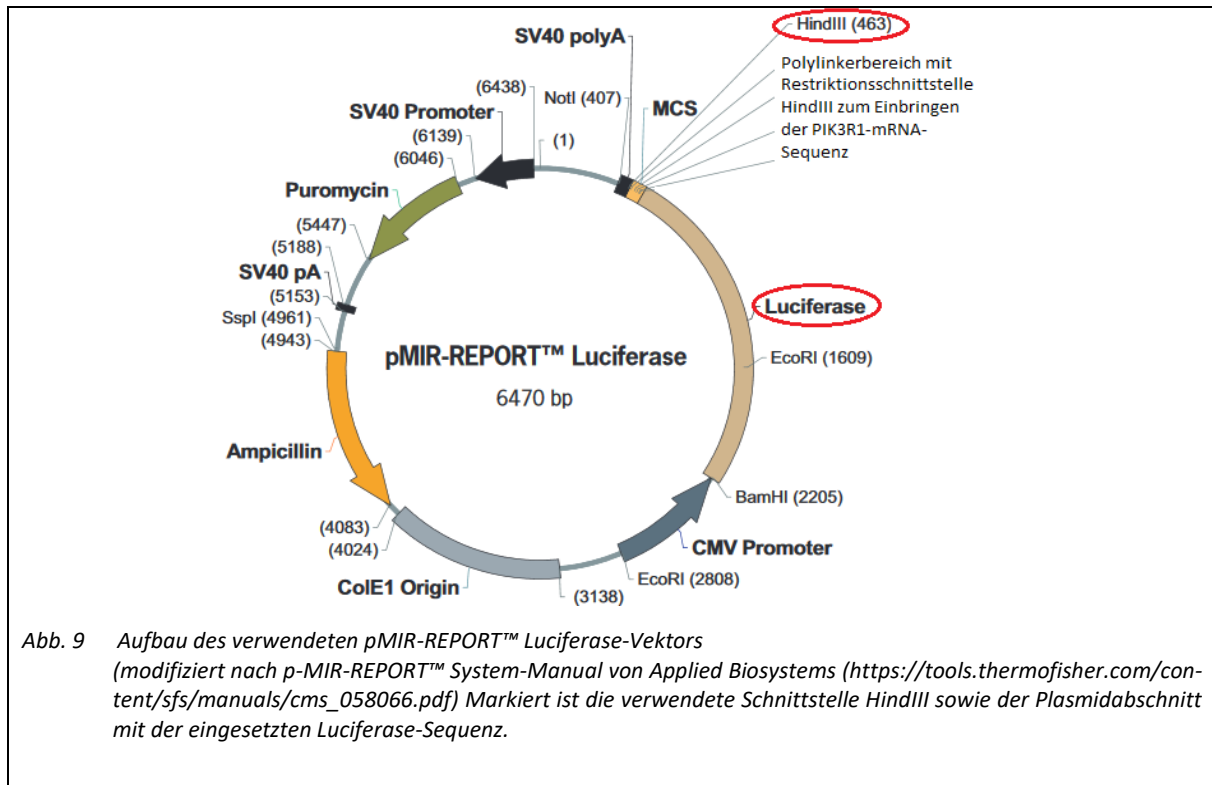 HindIII (463)
SV40 polyA
Polylinkerbereich mit
Restriktionsschnittstelle
HindIII zum Einbringen
der PIK3R1-mRNA-
Sequenz
(6438)
NotI (407)
MCS
SV40 Promoter
(6139)
(1)
(6046)
Puromycin
(5447)
(5188)
SV40 pA
(5153)
SspI (4961)
(4943)
Luciferase
pMIR-REPORT™ Luciferase
6470 bp
EcoRI (1609)
Ampicillin
BamHI (2205)
(4083)
(4024)
CMV Promoter
EcoRI (2808)
ColE1 Origin
(3138)
Abb. 9 Aufbau des verwendeten pMIR-REPORT™ Luciferase-Vektors
(modifiziert nach p-MIR-REPORT™ System-Manual von Applied Biosystems (https://tools.thermofisher.com/con-
tent/sfs/manuals/cms_058066.pdf) Markiert ist die verwendete Schnittstelle HindIII sowie der Plasmidabschnitt
mit der eingesetzten Luciferase-Sequenz.